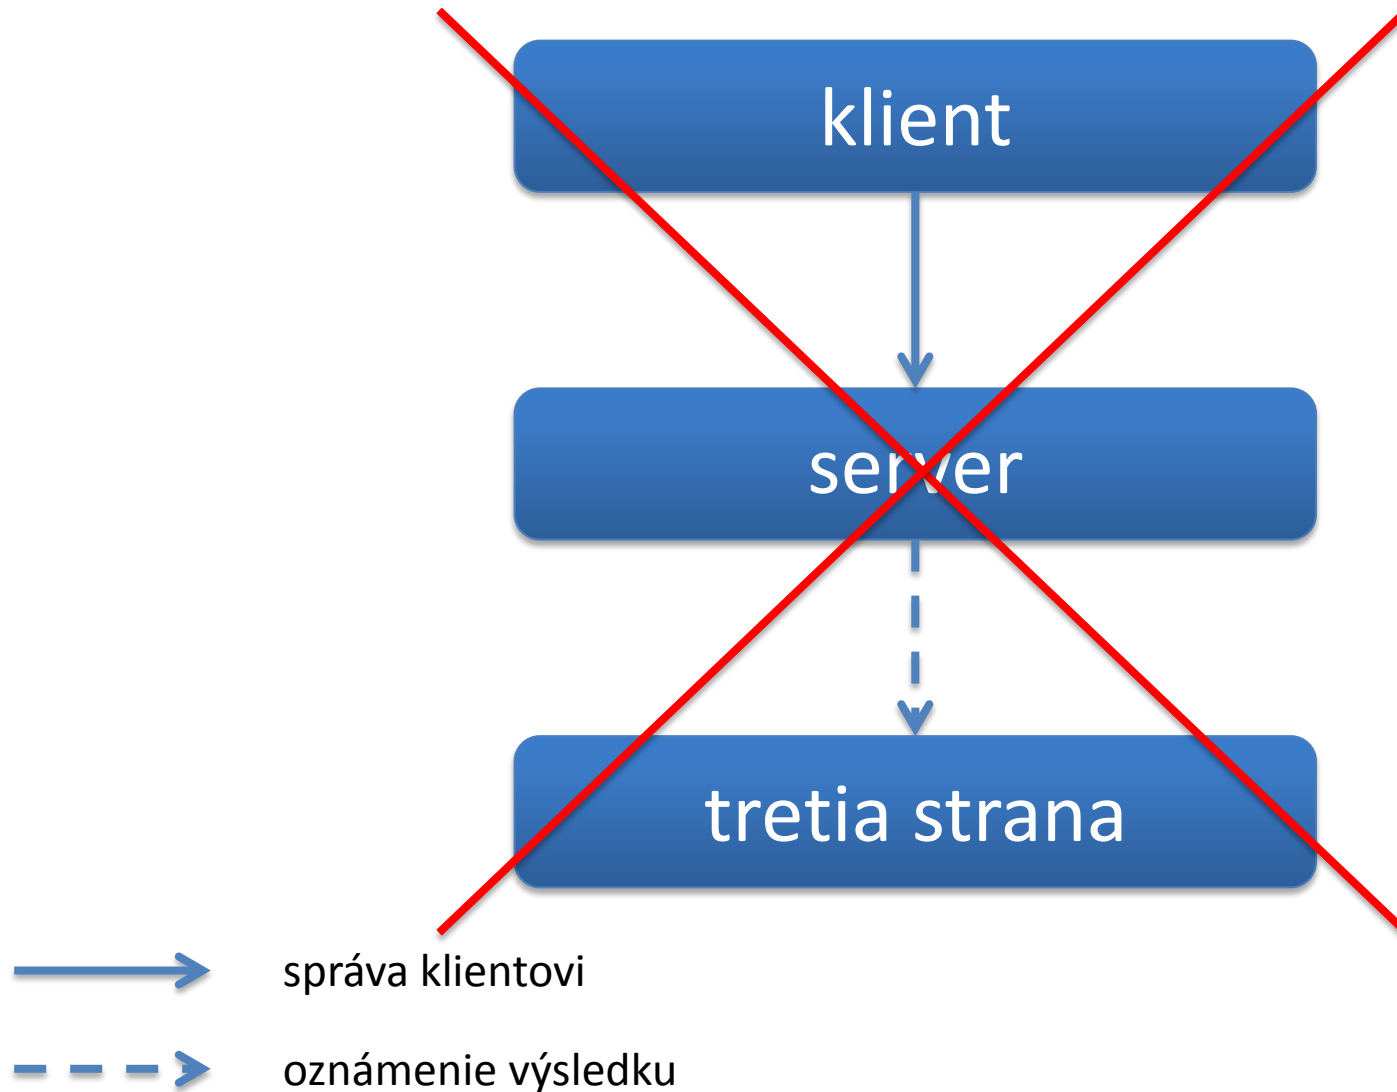 klient
server
tretia strana
správa klientovi
oznámenie výsledku